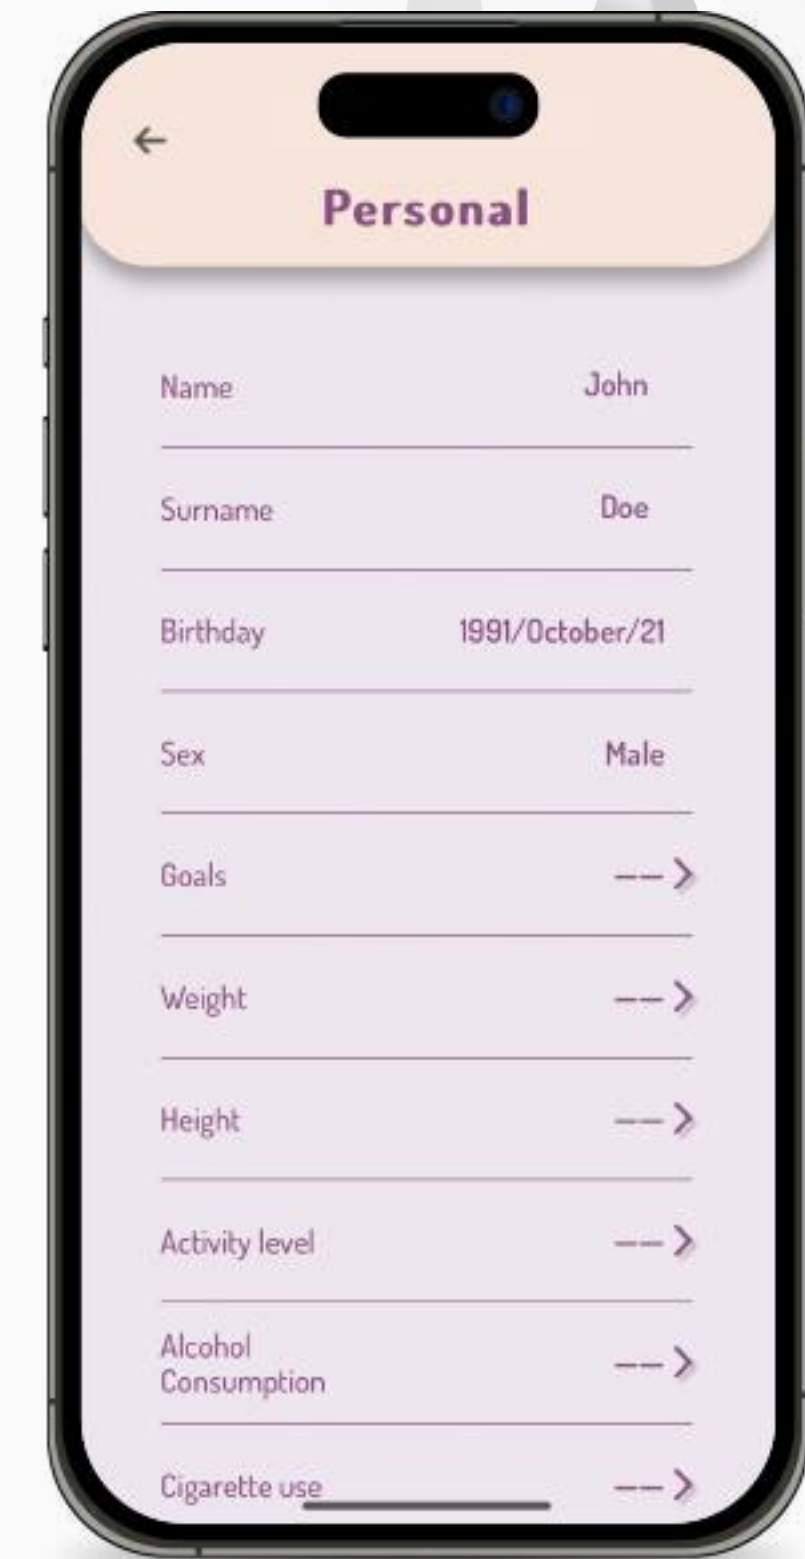 Personal
Name John
Surname Doe
Birthday 1991/October/21
Sex Male
Goals --
Weight --
Height --
Activity level --
Alcohol
Consumption --
Cigarette use --